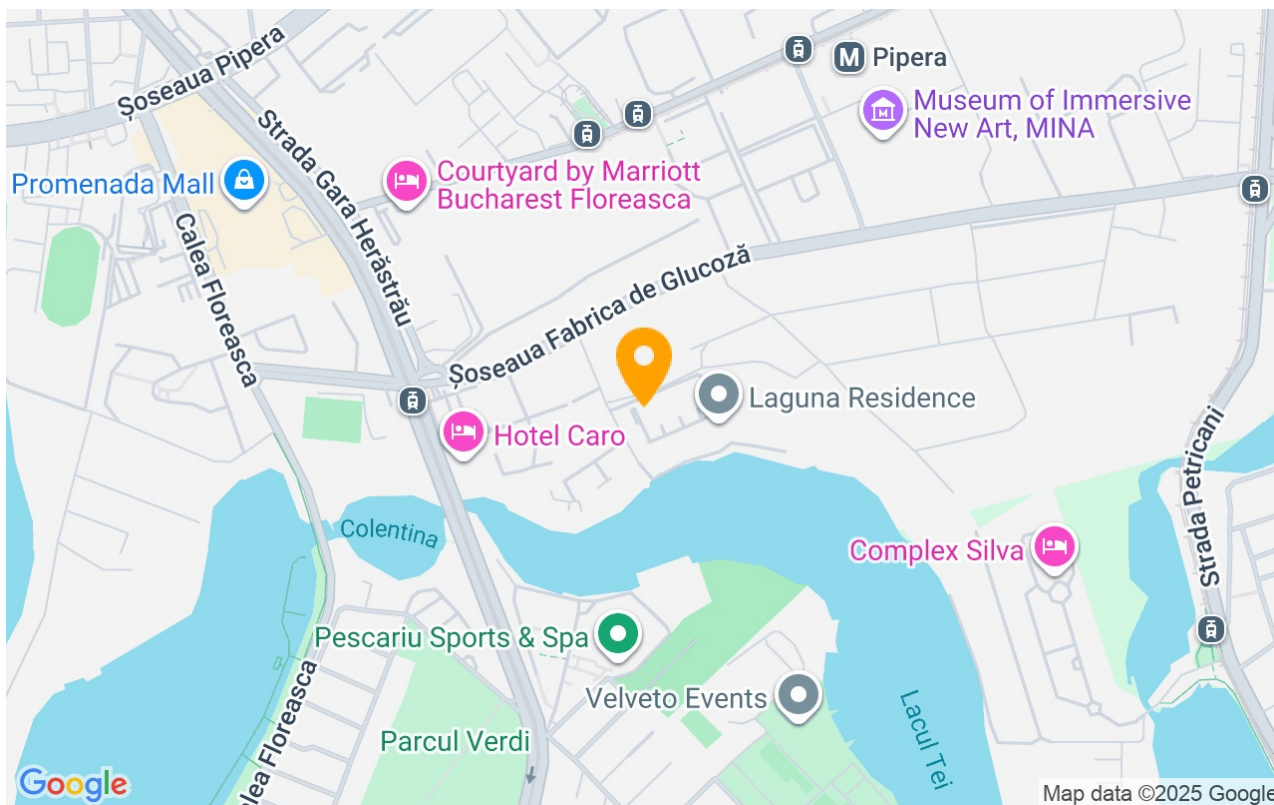 Șoseaua Pipera
M Pipera
Museum of Immersive
New Art, MINA
Strada Gara Herăstrău
Promenada Mall
Courtyard by Marriott
Bucharest Floreasca
Calea Floreasca
Șoseaua Fabrica de Glucoză
Laguna Residence
Hotel Caro
Strada Petricani
Colentina
Complex Silva
Pescariu Sports & Spa
Velveto Events
Lacul Tei
Parcul Verdi
alea Floreasca
Google
Map data ©2025 Google